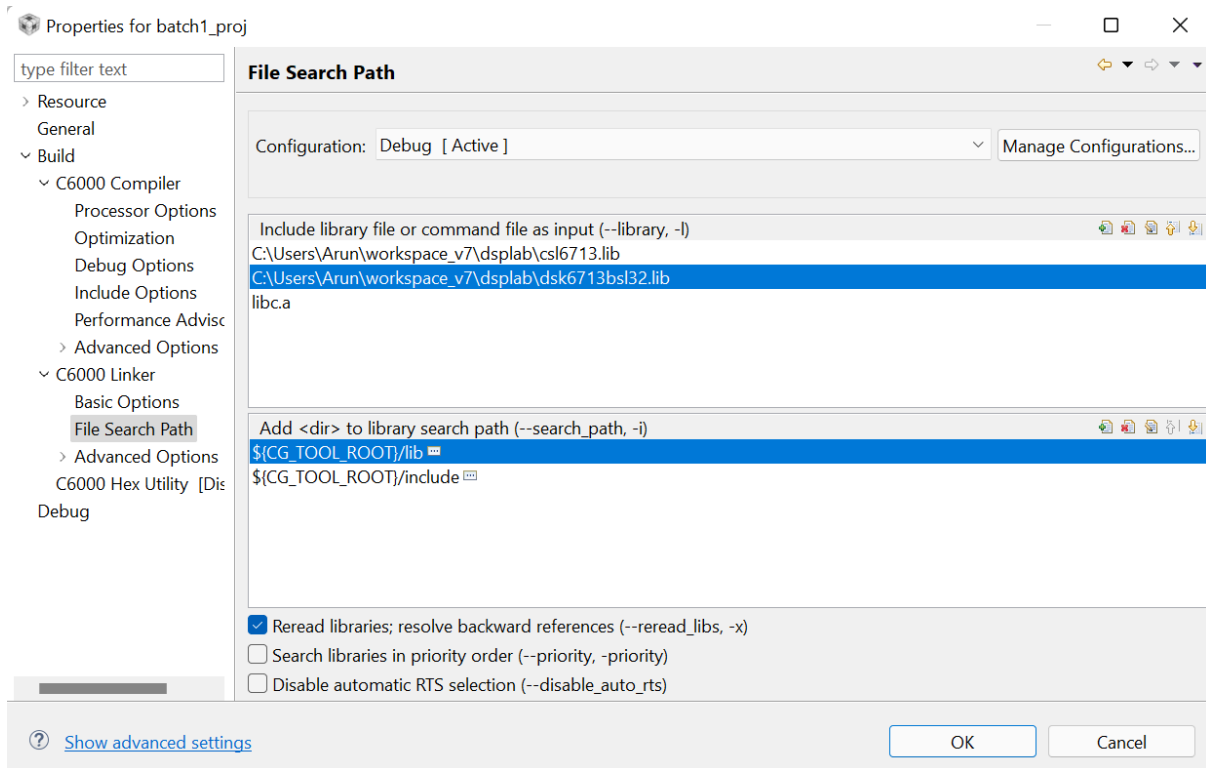 Properties for batch1_proj
type filter text
Resource
General
Build
C6000 Compiler
Processor Options
Optimization
Debug Options
Include Options
Performance Advisc
Advanced Options
C6000 Linker
Basic Options
File Search Path
Advanced Options
C6000 Hex Utility [Dis
Debug
File Search Path
Configuration: Debug [ Active ] Manage Configurations...
Include library file or command file as input (--library, -l)
C:\Users\Arun\workspace_v7\dsplab\csl6713.lib
C:\Users\Arun\workspace_v7\dsplab\dsk6713bsl32.lib
libc.a
Add <dir> to library search path (--search_path, -i)
${CG_TOOL_ROOT}/lib
${CG_TOOL_ROOT}/include
Reread libraries; resolve backward references (--reread_libs, -x)
Search libraries in priority order (--priority, -priority)
Disable automatic RTS selection (--disable_auto_rts)
Show advanced settings
OK Cancel